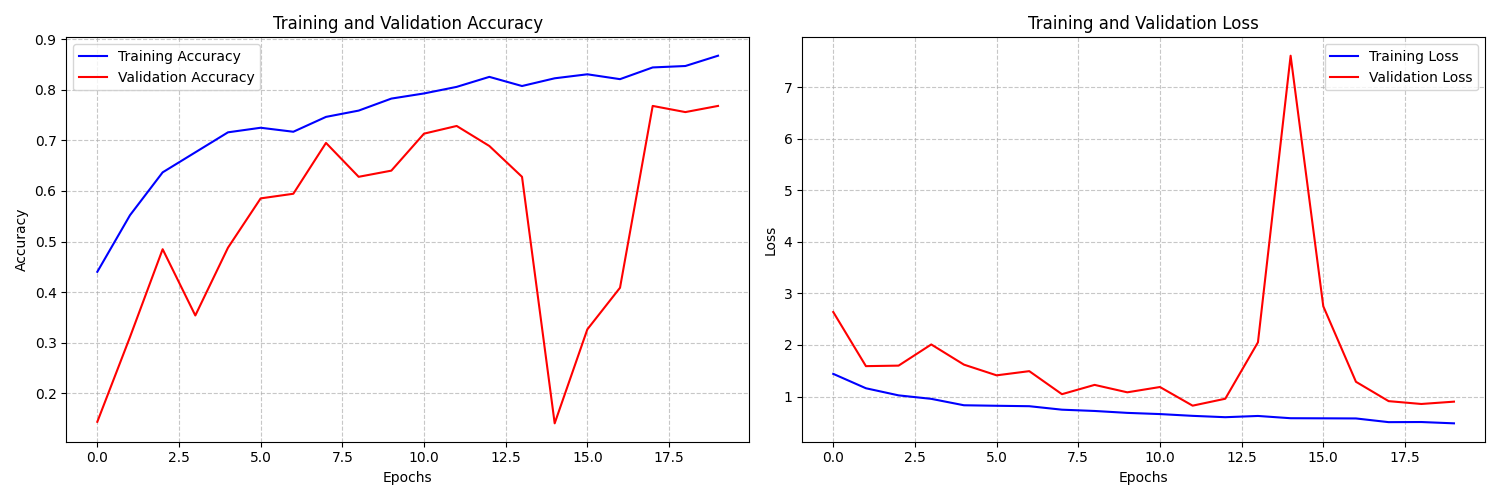 Training and Validation Accuracy
Training Accuracy
Validation Accuracy
0.9
0.8
0.7
0.6
0.5
0.4
0.3
0.2
Accuracy
0.0 2.5 5.0 7.5 10.0 12.5 15.0 17.5
Epochs
Training and Validation Loss
Training Loss
Validation Loss
7
6
5
4
3
2
1
Loss
0.0 2.5 5.0 7.5 10.0 12.5 15.0 17.5
Epochs